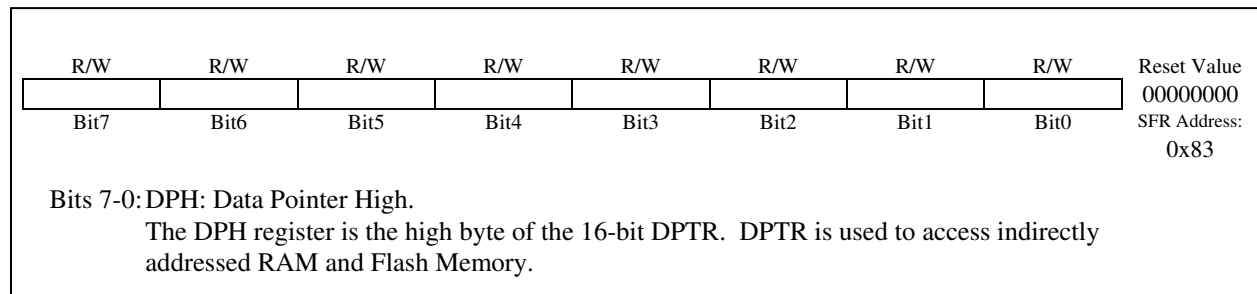 R/W R/W R/W R/W R/W R/W R/W R/W Reset Value
00000000
Bit7 Bit6 Bit5 Bit4 Bit3 Bit2 Bit1 Bit0 SFR Address:
0x83
Bits 7-0: DPH: Data Pointer High.
The DPH register is the high byte of the 16-bit DPTR. DPTR is used to access indirectly
addressed RAM and Flash Memory.